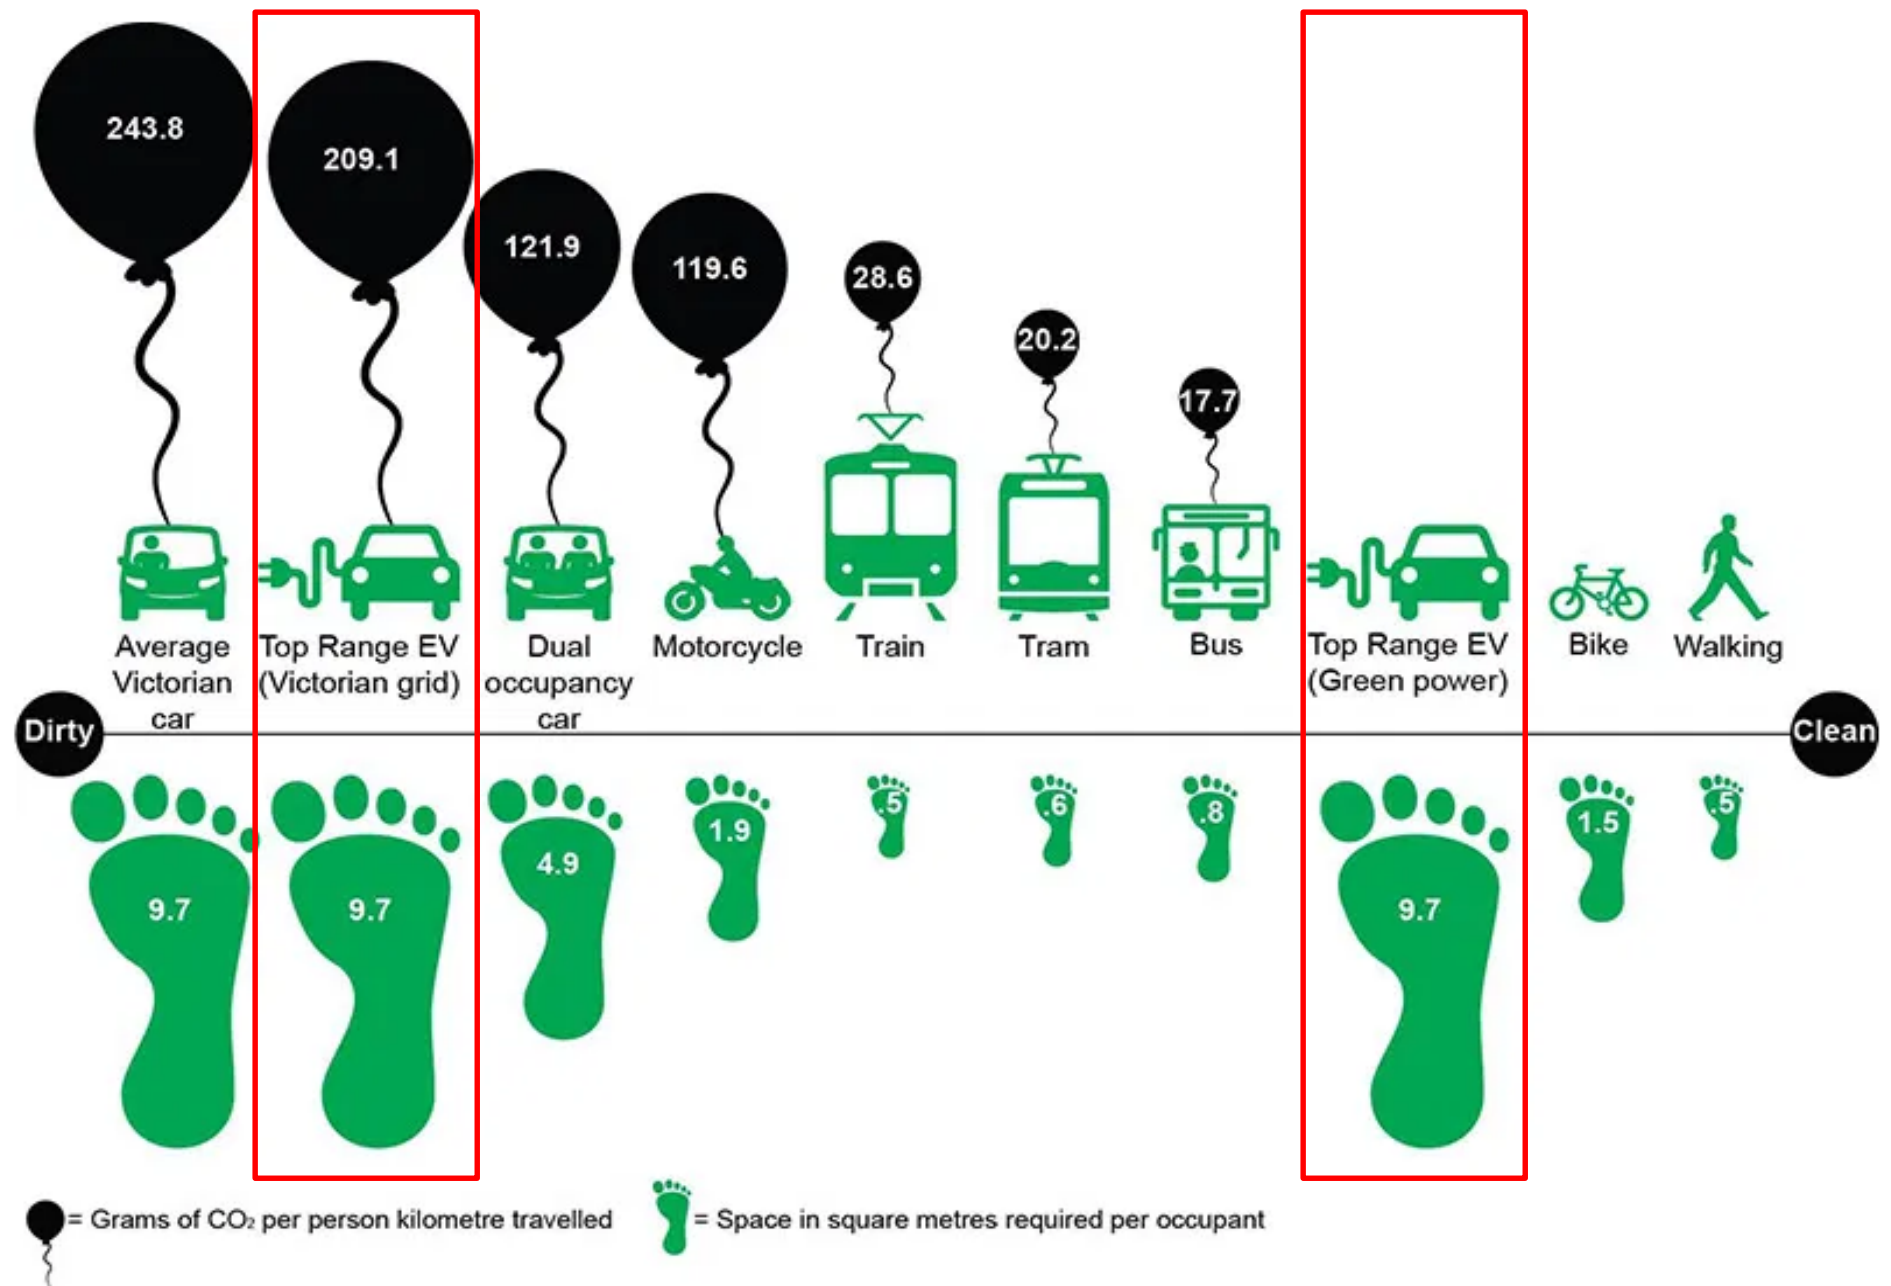 243.8
209.1
121.9
119.6
28.6
20.2
17.7
Average
Victorian
car
Top Range EV
(Victorian grid)
Dual
occupancy
car
Motorcycle
Train
Tram
Bus
Top Range EV
(Green power)
Bike
Walking
Dirty
Clean
9.7
9.7
4.9
1.9
.5
.6
.8
9.7
1.5
.5
= Grams of CO₂ per person kilometre travelled
= Space in square metres required per occupant